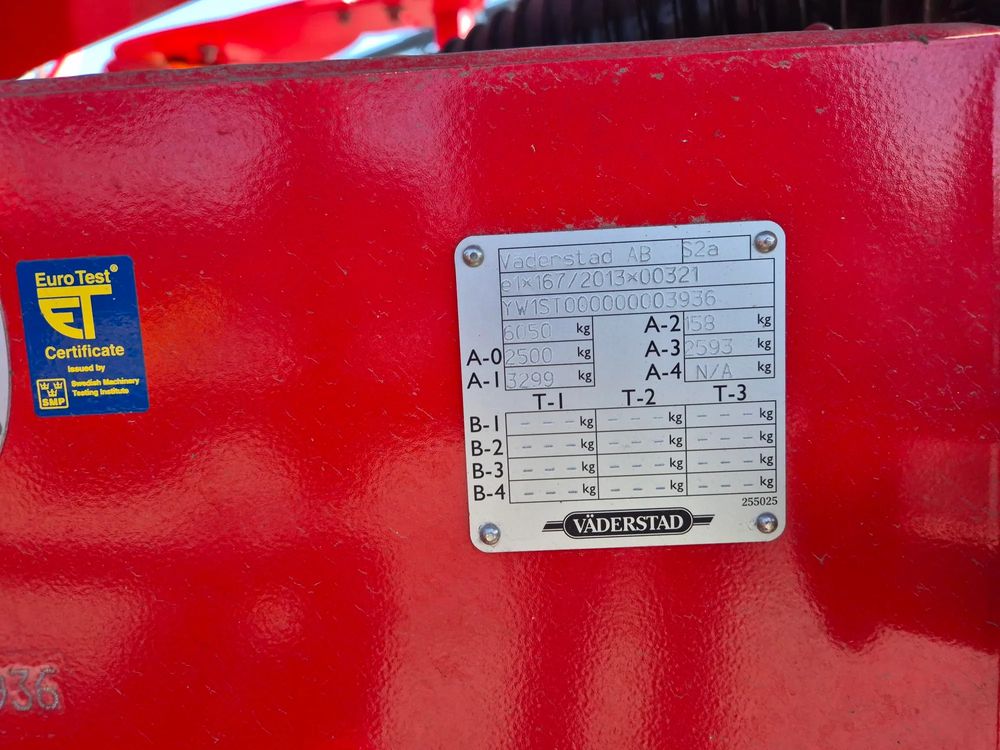 Euro Test®
ET
Certificate
issued by
SMP
Swedish Machinery
Testing Institute
Väderstad AB S2a
e1*167/2013*00321
YW1ST000000003936
6050 kg A-2 158 kg
A-0 2500 kg A-3 2593 kg
A-1 3299 kg A-4 N/A kg
T-1 T-2 T-3
B-1 - - - kg - - - kg - - - kg
B-2 - - - kg - - - kg - - - kg
B-3 - - - kg - - - kg - - - kg
B-4 - - - kg - - - kg - - - kg
255025
VÄDERSTAD
936